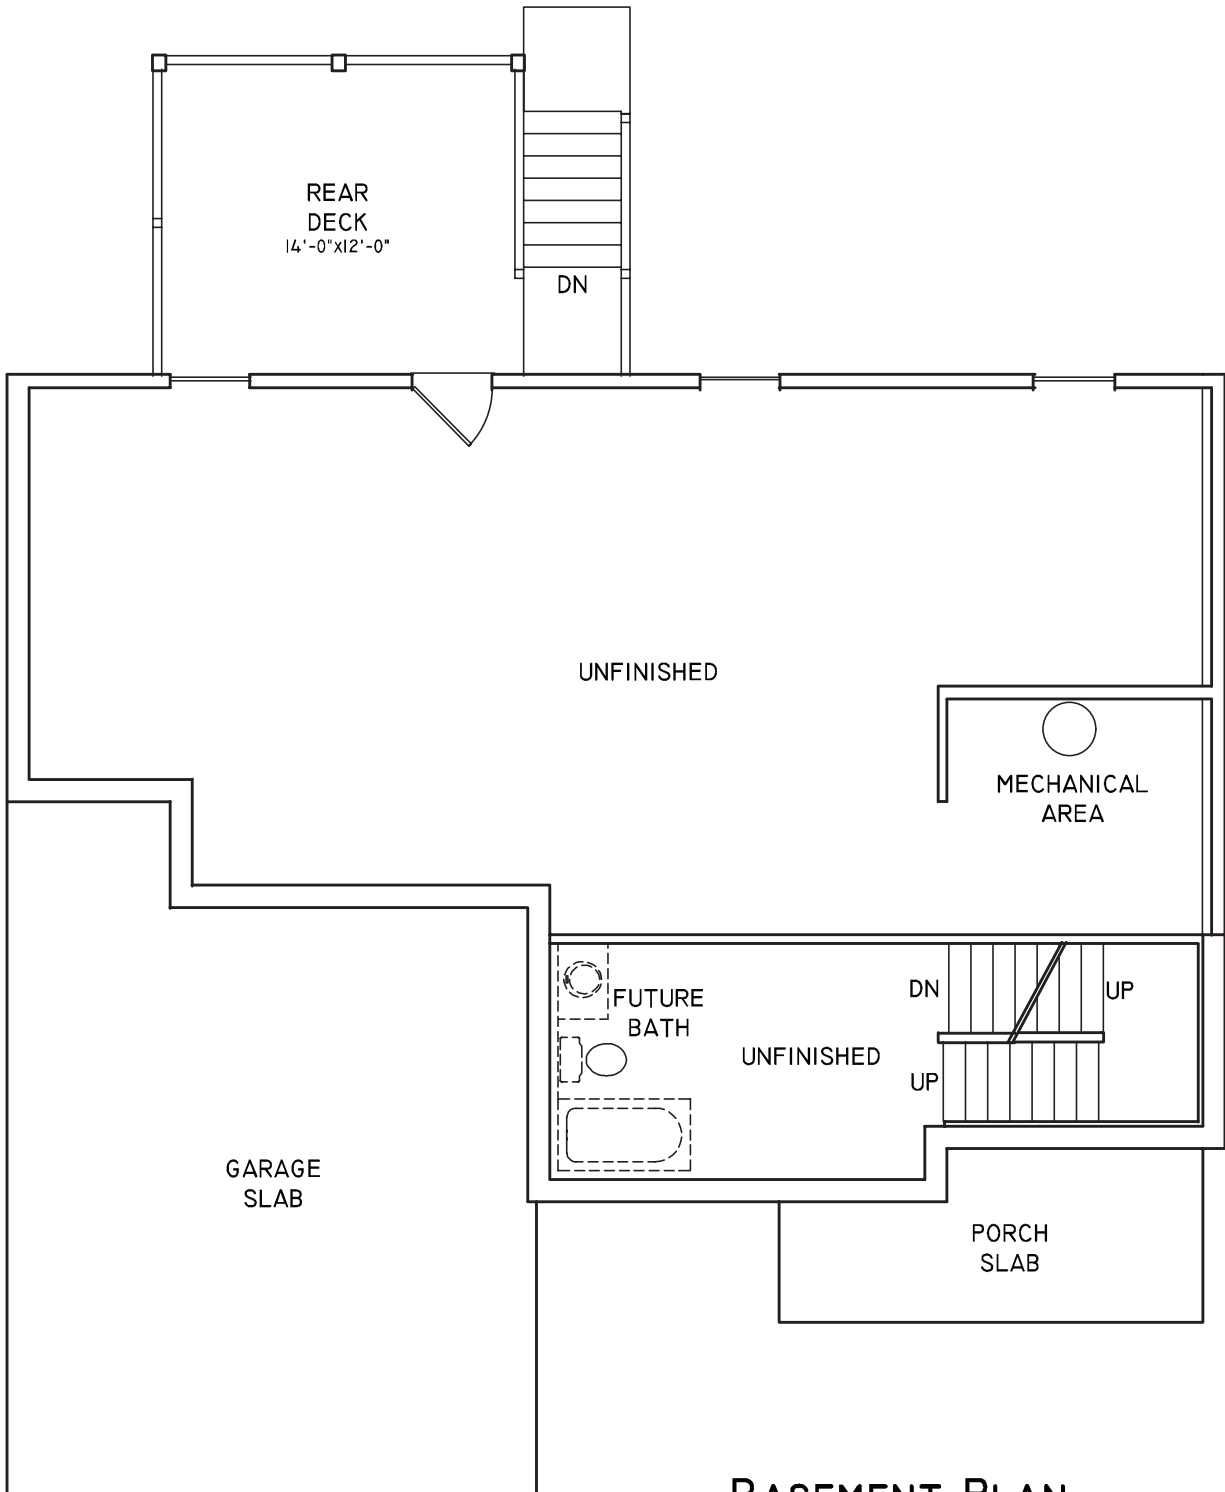 REAR
DECK
14'-0"x12'-0"
DN
UNFINISHED
MECHANICAL
AREA
DN
UP
FUTURE
BATH
UNFINISHED
UP
GARAGE
SLAB
PORCH
SLAB
BASEMENT PLAN